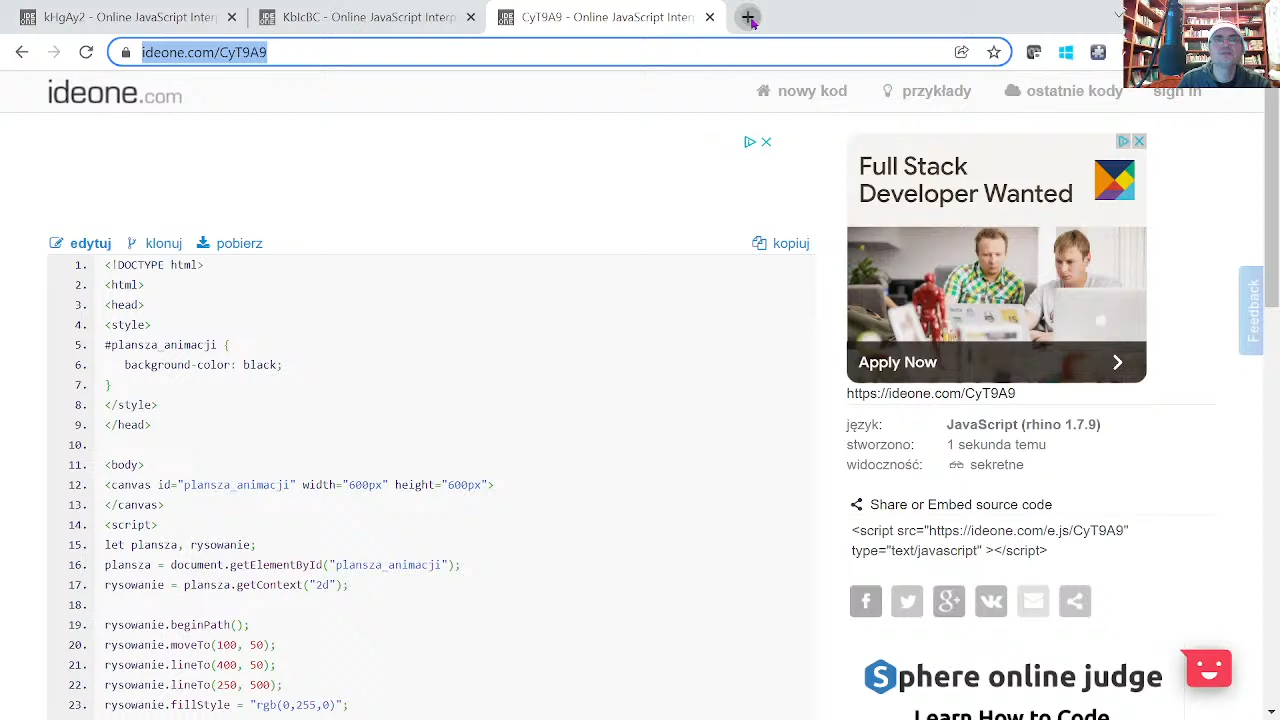 kHgAy2 - Online JavaScript Interp
KbIcBC - Online JavaScript Interp
CyT9A9 - Online JavaScript Interp
ideone.com/CyT9A9
ideone.com
nowy kod
przykłady
ostatnie kody
sign in
edytuj
klonuj
pobierz
kopiuj
1. <!DOCTYPE html>
2. <html>
3. <head>
4. <style>
5. #plansza_animacji {
6. background-color: black;
7. }
8. </style>
9. </head>
10.
11. <body>
12. <canvas id="plansza_animacji" width="600px" height="600px">
13. </canvas>
14. <script>
15. let plansza, rysowanie;
16. plansza = document.getElementById("plansza_animacji");
17. rysowanie = plansza.getContext("2d");
18.
19. rysowanie.beginPath();
20. rysowanie.moveTo(100, 50);
21. rysowanie.lineTo(400, 50);
22. rysowanie.lineTo(250, 500);
23. rysowanie.fillStyle = "rgb(0,255,0)";
Full Stack
Developer Wanted
Apply Now
https://ideone.com/CyT9A9
język: JavaScript (rhino 1.7.9)
stworzono: 1 sekunda temu
widoczność: sekretne
Share or Embed source code
<script src="https://ideone.com/e.js/CyT9A9"
type="text/javascript" ></script>
Sphere online judge
Learn How to Code
Feedback